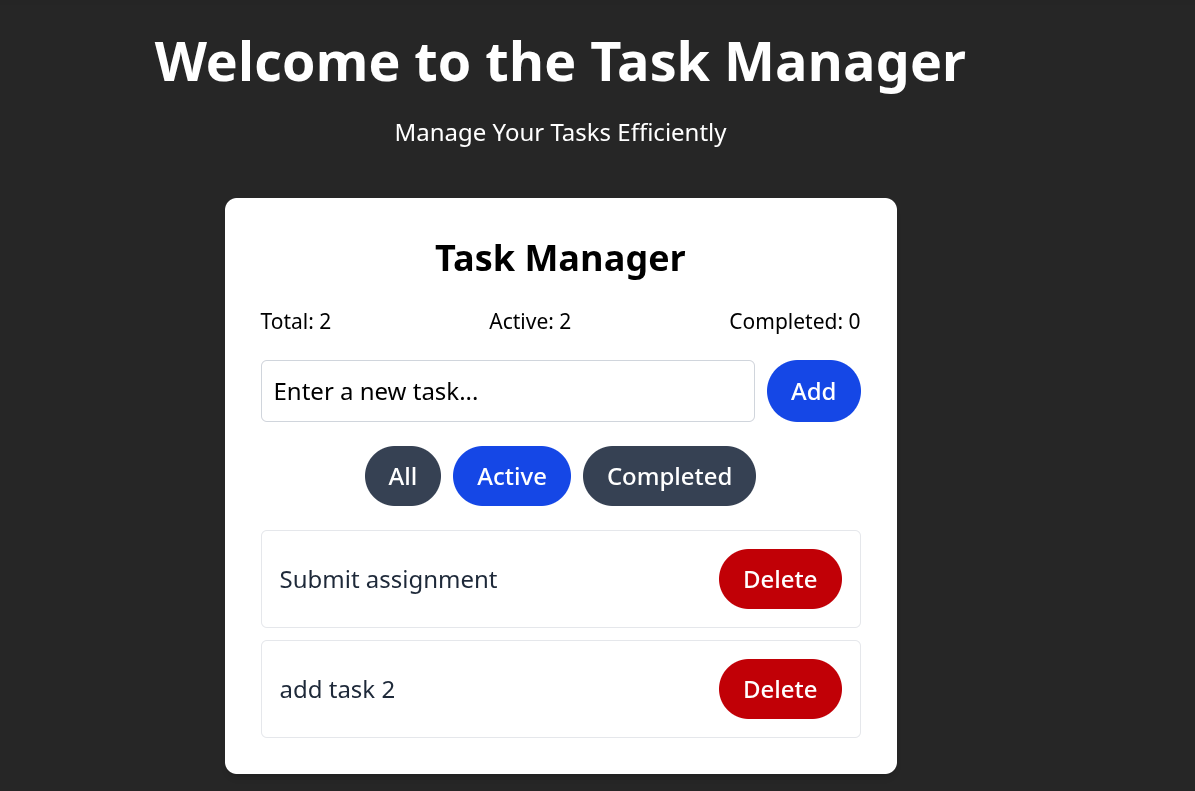 Welcome to the Task Manager
Manage Your Tasks Efficiently
Task Manager
Total: 2 Active: 2 Completed: 0
Enter a new task... Add
All Active Completed
Submit assignment Delete
add task 2 Delete